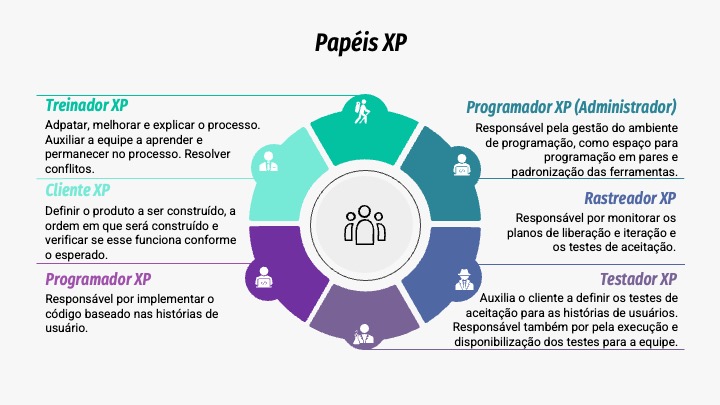 Papéis XP
Treinador XP
Adpatar, melhorar e explicar o processo.
Auxiliar a equipe a aprender e
permanecer no processo. Resolver
conflitos.
Cliente XP
Definir o produto a ser construído, a
ordem em que será construído e
verificar se esse funciona conforme
o esperado.
Programador XP
Responsável por implementar o
código baseado nas histórias de
usuário.
Programador XP (Administrador)
Responsável pela gestão do ambiente
de programação, como espaço para
programação em pares e
padronização das ferramentas.
Rastreador XP
Responsável por monitorar os
planos de liberação e iteração e
os testes de aceitação.
Testador XP
Auxilia o cliente a definir os testes de
aceitação para as histórias de usuários.
Responsável também por pela execução e
disponibilização dos testes para a equipe.